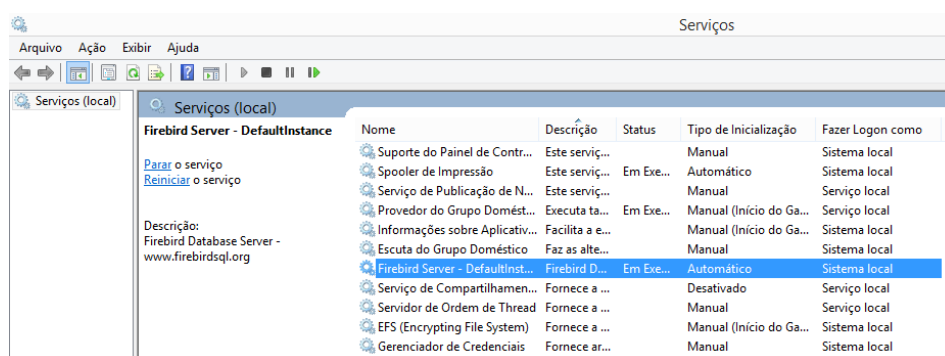 Serviços
Arquivo Ação Exibir Ajuda
Serviços (local)
Serviços (local)
Firebird Server - DefaultInstance
Parar o serviço
Reiniciar o serviço
Descrição:
Firebird Database Server -
www.firebirdsql.org
Nome Descrição Status Tipo de Inicialização Fazer Logon como
Suporte do Painel de Contr... Este serviç... Manual Sistema local
Spooler de Impressão Este serviç... Em Exe... Automático Sistema local
Serviço de Publicação de N... Este serviç... Manual Serviço local
Provedor do Grupo Domést... Executa ta... Em Exe... Manual (Início do Ga... Serviço local
Informações sobre Aplicativ... Facilita a e... Manual (Início do Ga... Sistema local
Escuta do Grupo Doméstico Faz as alte... Manual Sistema local
Firebird Server - DefaultInst... Firebird D... Em Exe... Automático Sistema local
Serviço de Compartilhamen... Fornece a ... Desativado Serviço local
Servidor de Ordem de Thread Fornece a ... Manual Serviço local
EFS (Encrypting File System) Fornece a ... Manual (Início do Ga... Sistema local
Gerenciador de Credenciais Fornece ar... Manual Sistema local